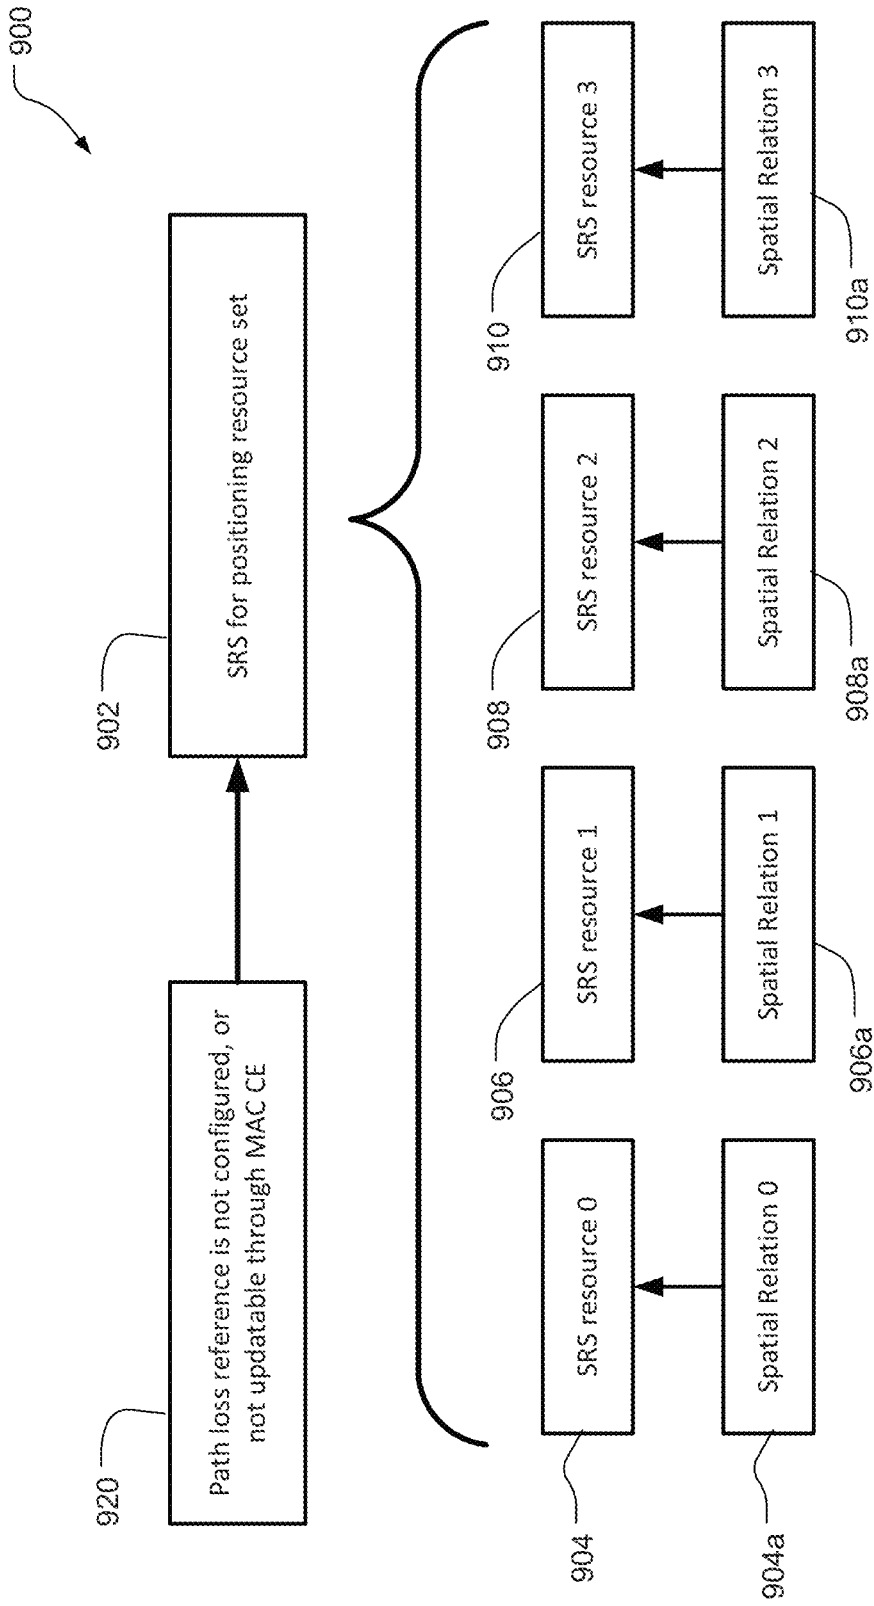 900
920
Path loss reference is not configured, or
not updatable through MAC CE
902
SRS for positioning resource set
904
SRS resource 0
906
SRS resource 1
908
SRS resource 2
910
SRS resource 3
904a
Spatial Relation 0
906a
Spatial Relation 1
908a
Spatial Relation 2
910a
Spatial Relation 3